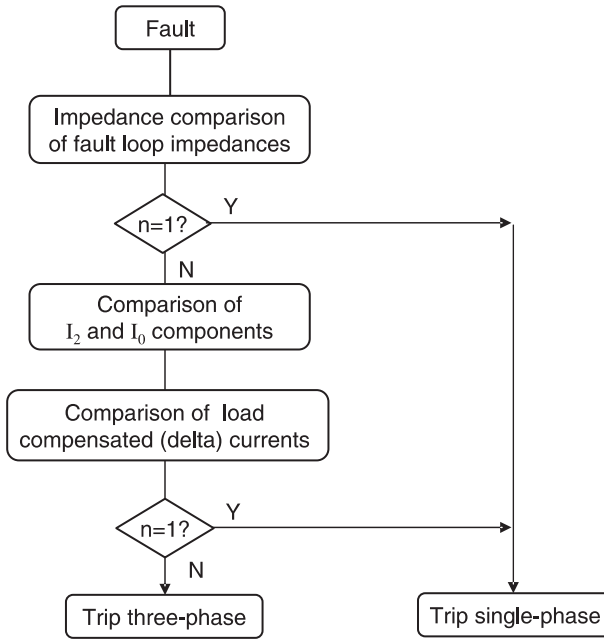 Fault
Impedance comparison
of fault loop impedances
n=1?
Y
N
Comparison of
I₂ and I₀ components
Comparison of load
compensated (delta) currents
n=1?
Y
N
Trip three-phase
Trip single-phase